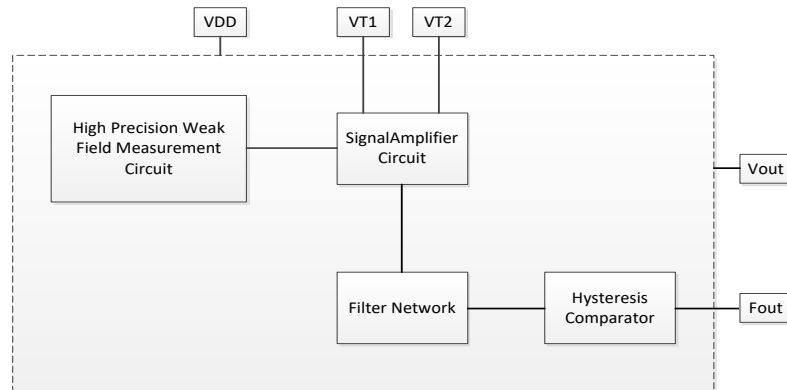 VDD
VT1
VT2
High Precision Weak
Field Measurement
Circuit
SignalAmplifier
Circuit
Vout
Filter Network
Hysteresis
Comparator
Fout